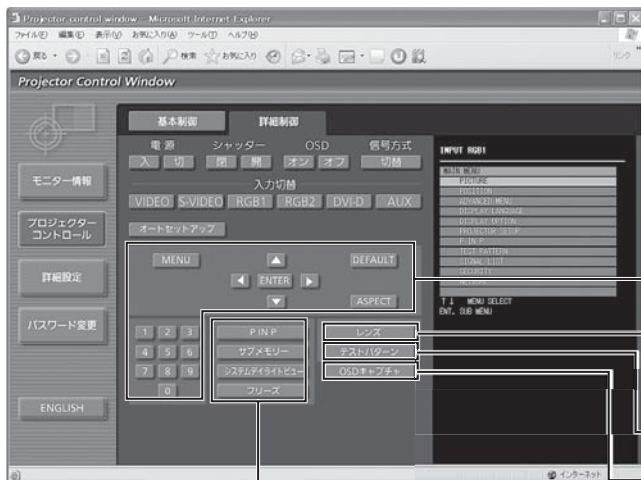 Projector control window - Microsoft Internet Explorer
ファイル(F) 編集(E) 表示(V) お気に入り(A) ツール(T) ヘルプ(H)
戻る 検索 お気に入り リンク
Projector Control Window
基本制御 詳細制御
電源 シャッター OSD 信号方式
入 切 閉 開 オン オフ 切替
入力切替
VIDEO S-VIDEO RGB1 RGB2 DVI-D AUX
オートセットアップ
MENU DEFAULT
ENTER
ASPECT
1 2 3
4 5 6
7 8 9
0
P IN P
サブメモリー
システムデイライトビュー
フリーズ
レンズ
テストパターン
OSDキャプチャ
モニター情報
プロジェクター
コントロール
詳細設定
パスワード変更
ENGLISH
INPUT RGB1
MAIN MENU
PICTURE
POSITION
ADVANCED MENU
DISPLAY LANGUAGE
DISPLAY OPTION
PROJECTOR SETUP
P IN P
TEST PATTERN
SIGNAL LIST
SECURITY
NETWORK
MENU SELECT
ENT. SUB MENU
インターネット